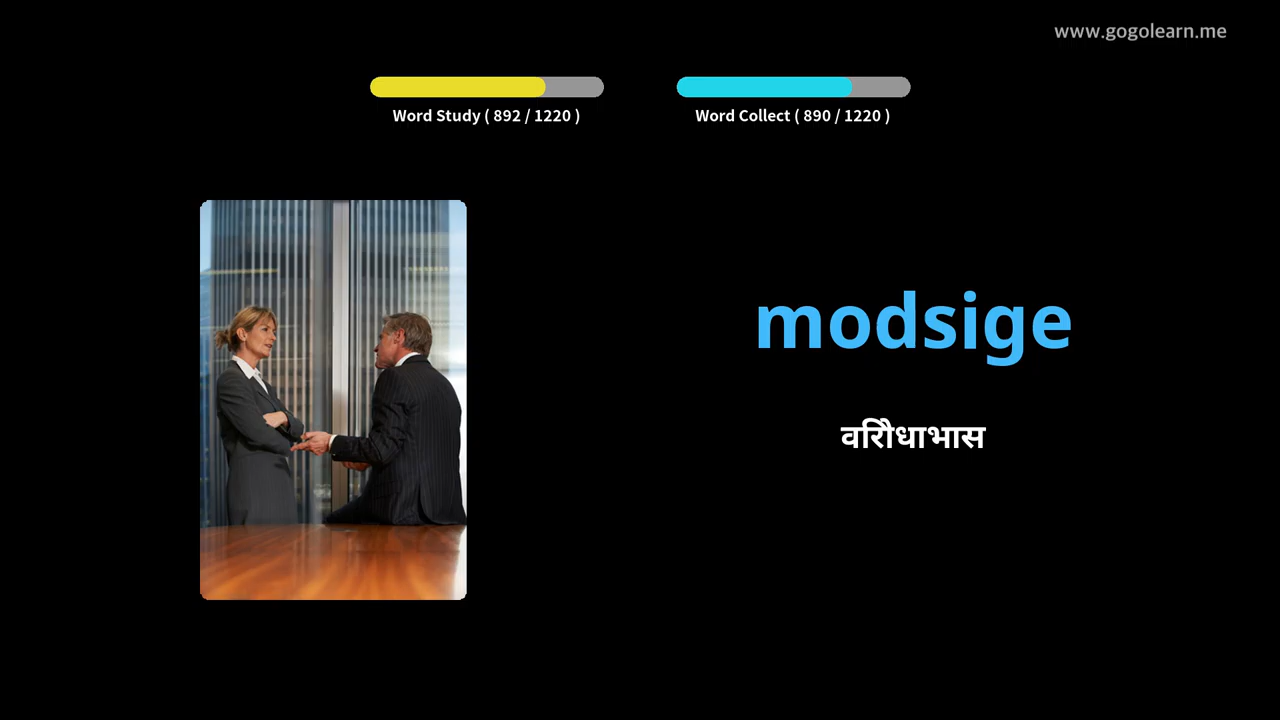 www.gogolearn.me
Word Study ( 892 / 1220 )
Word Collect ( 890 / 1220 )
modsige
वरिोधाभास